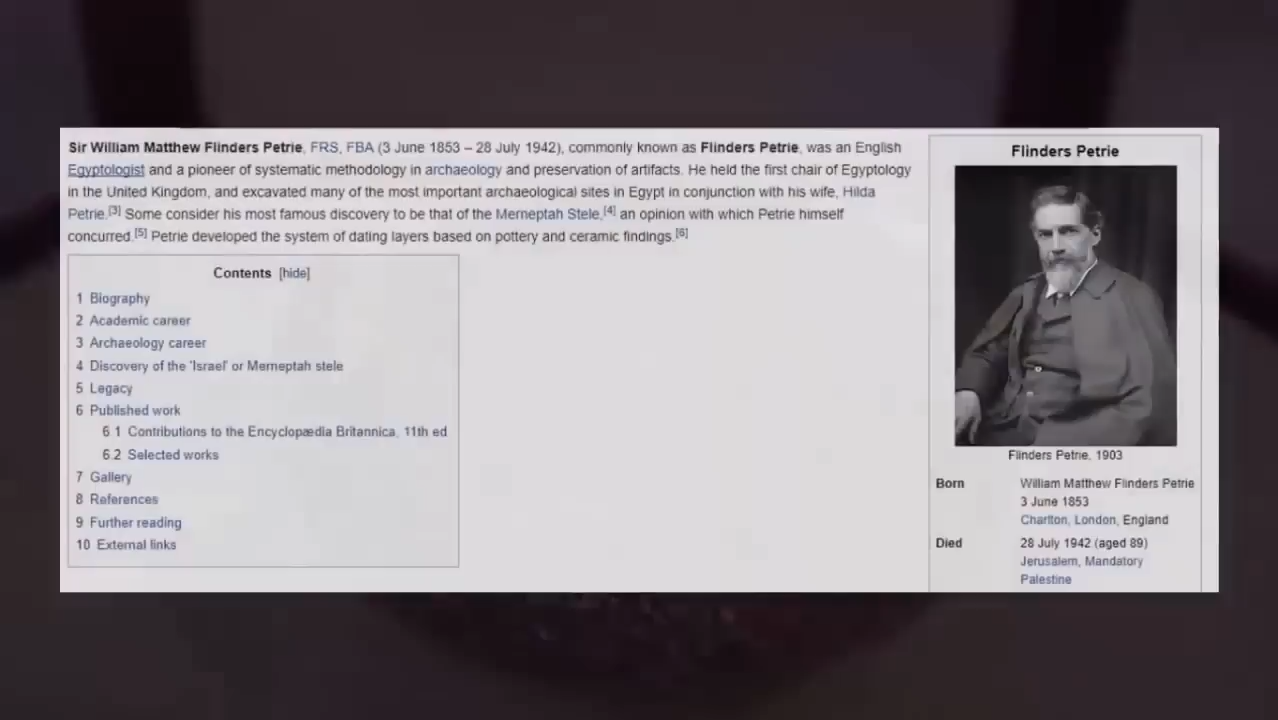 Sir William Matthew Flinders Petrie, FRS, FBA (3 June 1853 – 28 July 1942), commonly known as Flinders Petrie, was an English
Egyptologist and a pioneer of systematic methodology in archaeology and preservation of artifacts. He held the first chair of Egyptology
in the United Kingdom, and excavated many of the most important archaeological sites in Egypt in conjunction with his wife, Hilda
Petrie.[3] Some consider his most famous discovery to be that of the Merneptah Stele,[4] an opinion with which Petrie himself
concurred.[5] Petrie developed the system of dating layers based on pottery and ceramic findings.[6]
Contents [hide]
1 Biography
2 Academic career
3 Archaeology career
4 Discovery of the 'Israel' or Merneptah stele
5 Legacy
6 Published work
6.1 Contributions to the Encyclopædia Britannica, 11th ed
6.2 Selected works
7 Gallery
8 References
9 Further reading
10 External links
Flinders Petrie
Flinders Petrie, 1903
Born William Matthew Flinders Petrie
3 June 1853
Charlton, London, England
Died 28 July 1942 (aged 89)
Jerusalem, Mandatory
Palestine